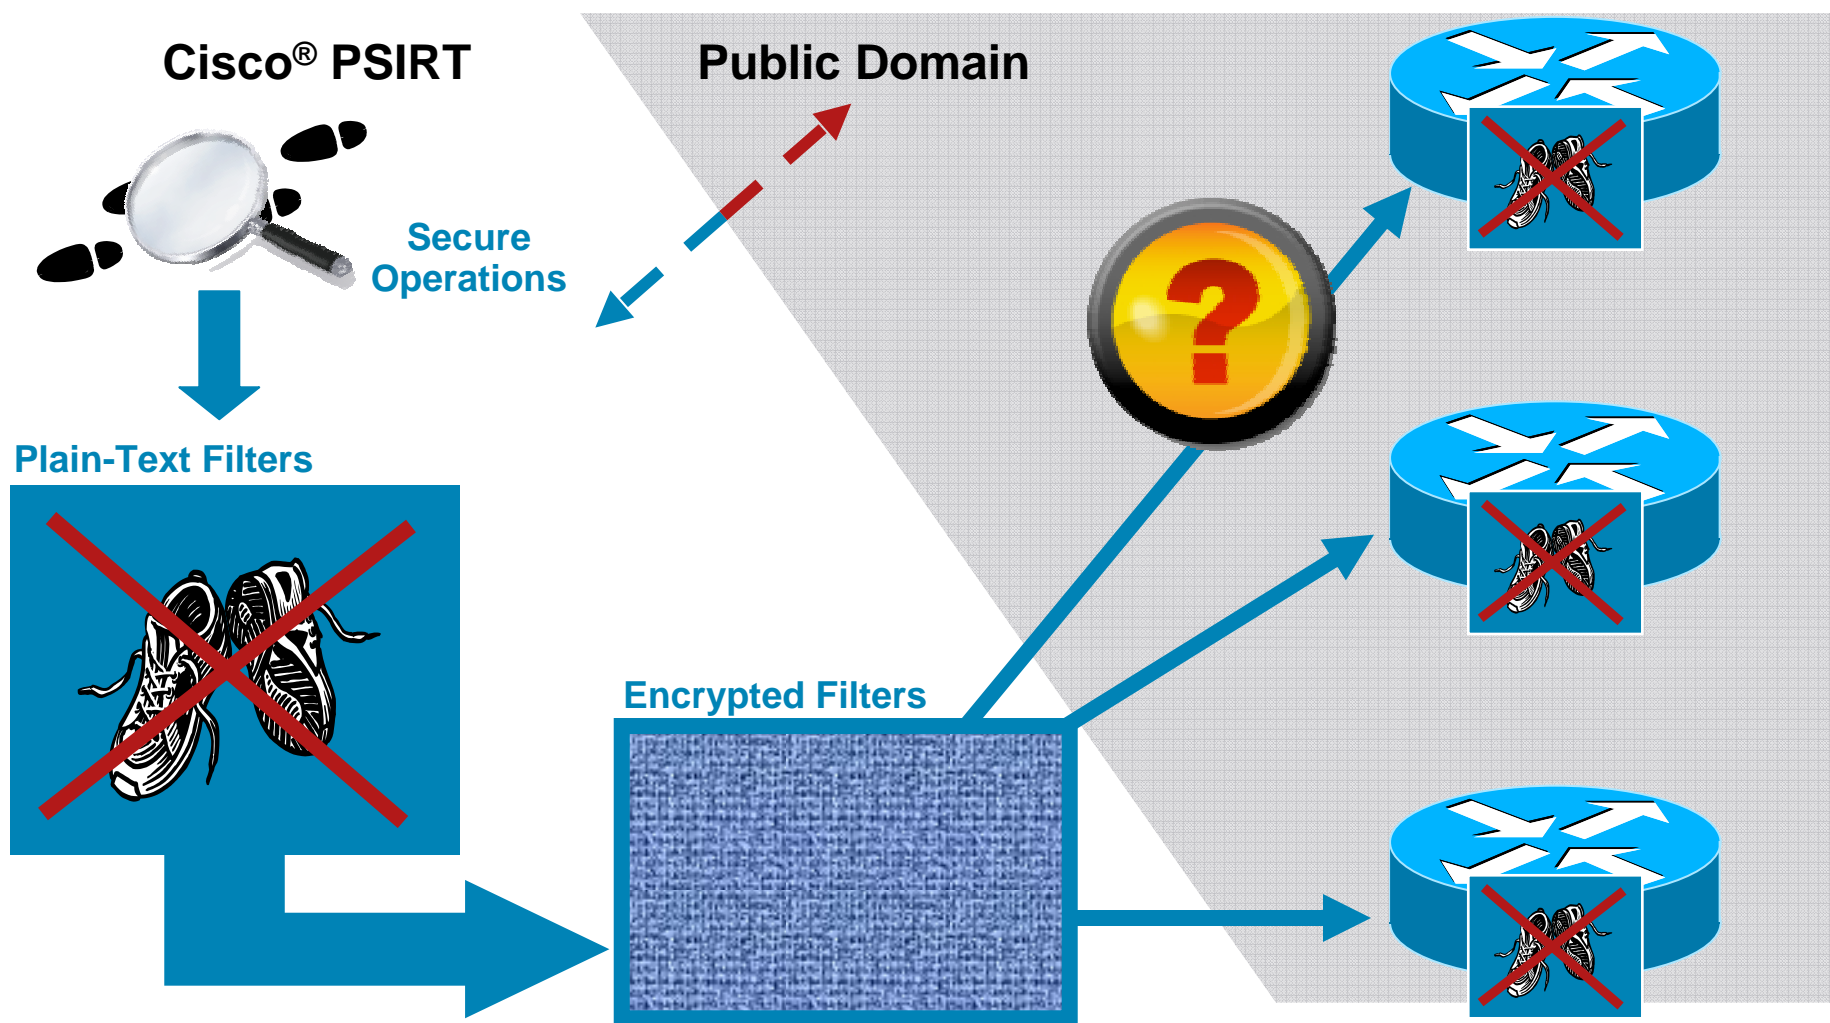 Cisco® PSIRT
Public Domain
Secure
Operations
?
Plain-Text Filters
Encrypted Filters